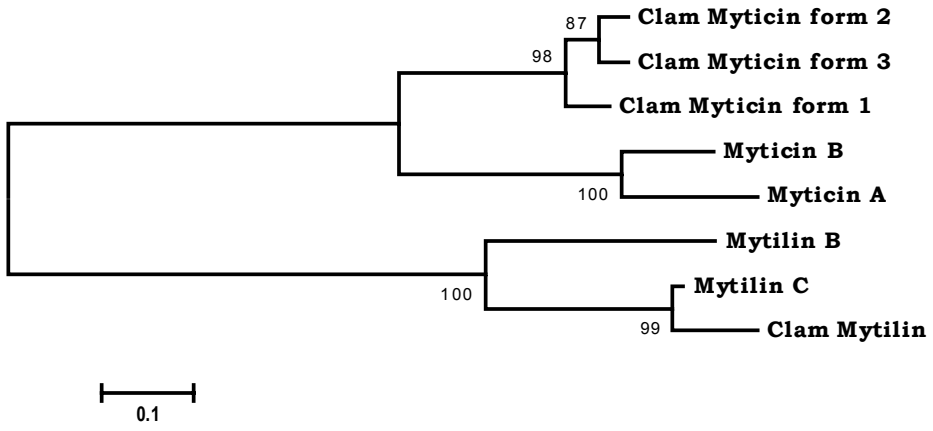 87
Clam Myticin form 2
98
Clam Myticin form 3
Clam Myticin form 1
Myticin B
100
Myticin A
Mytilin B
100
Mytilin C
99
Clam Mytilin
0.1